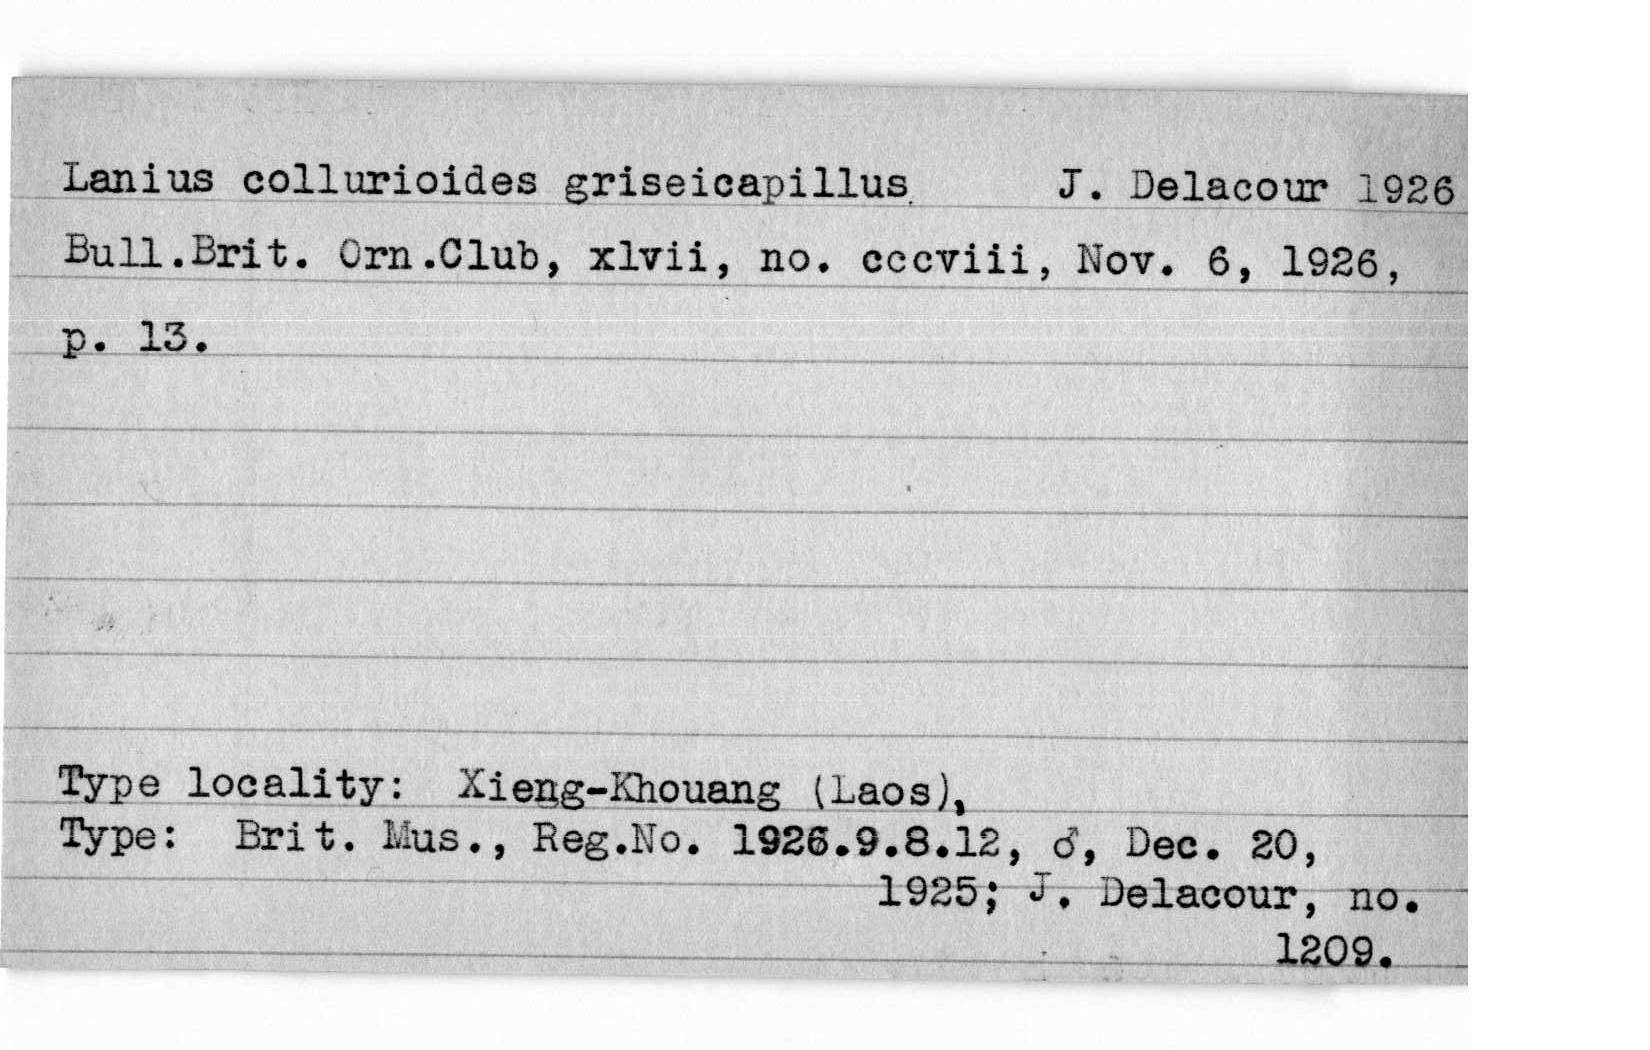 Lanius collurioides griseicapillus. J. Delacour 1926
Bull.Brit. Orn.Club, xlvii, no. cccviii, Nov. 6, 1926,
p. 13.
Type locality: Xieng-Khouang (Laos),
Type: Brit. Mus., Reg.No. 1926.9.8.12, ♂, Dec. 20,
1925; J. Delacour, no.
1209.